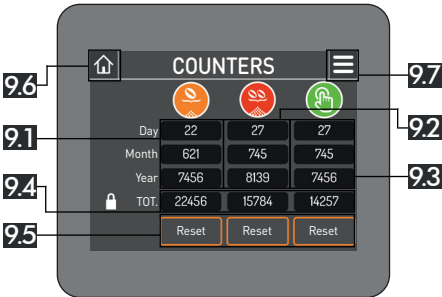 COUNTERS
9.6
9.7
9.1
Day 22 27 27
9.2
Month 621 745 745
Year 7456 8139 7456
9.3
9.4
TOT. 22456 15784 14257
9.5
Reset Reset Reset